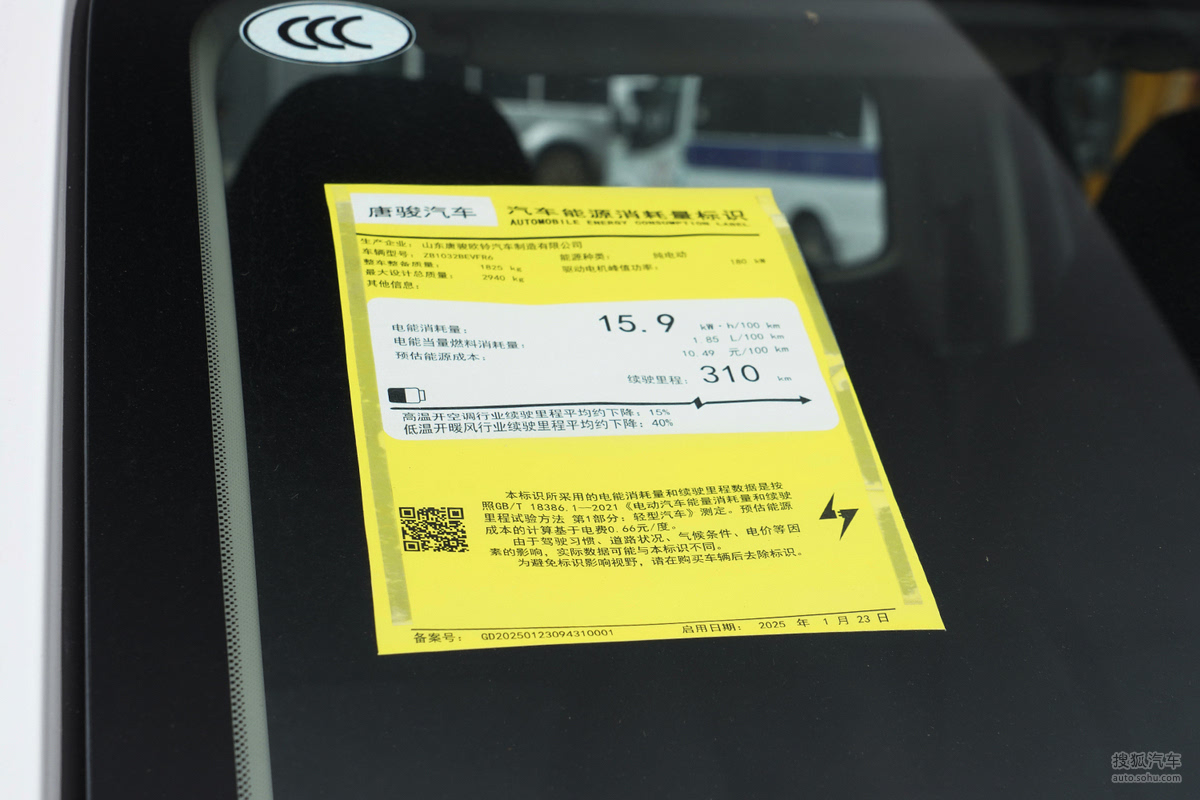 CCC
唐骏汽车 汽车能源消耗量标识
AUTOMOBILE ENERGY CONSUMPTION LABEL
生产企业： 山东唐骏欧铃汽车制造有限公司
车辆型号： ZB1032BEVFR6 能源种类： 纯电动
整车整备质量： 1820 kg 驱动电机峰值功率： 180 kW
最大设计总质量： 2940 kg
其他信息：
电能消耗量： 15.9 kW·h/100 km
电能当量燃料消耗量： 1.85 L/100 km
预估能源成本： 10.49 元/100 km
续驶里程： 310 km
高温开空调行业续驶里程平均约下降：15%
低温开暖风行业续驶里程平均约下降：40%
本标识所采用的电能消耗量和续驶里程数据是按
照GB/T 18386.1—2021《电动汽车能量消耗量和续驶
里程试验方法 第1部分：轻型汽车》测定。预估能源
成本的计算基于电费0.66元/度。
由于驾驶习惯、道路状况、气候条件、电价等因
素的影响，实际数据可能与本标识不同。
为避免标识影响视野，请在购买车辆后去除标识。
备案号： GD20250123094310001 启用日期： 2025 年 1 月 23 日
搜狐汽车
auto.sohu.com